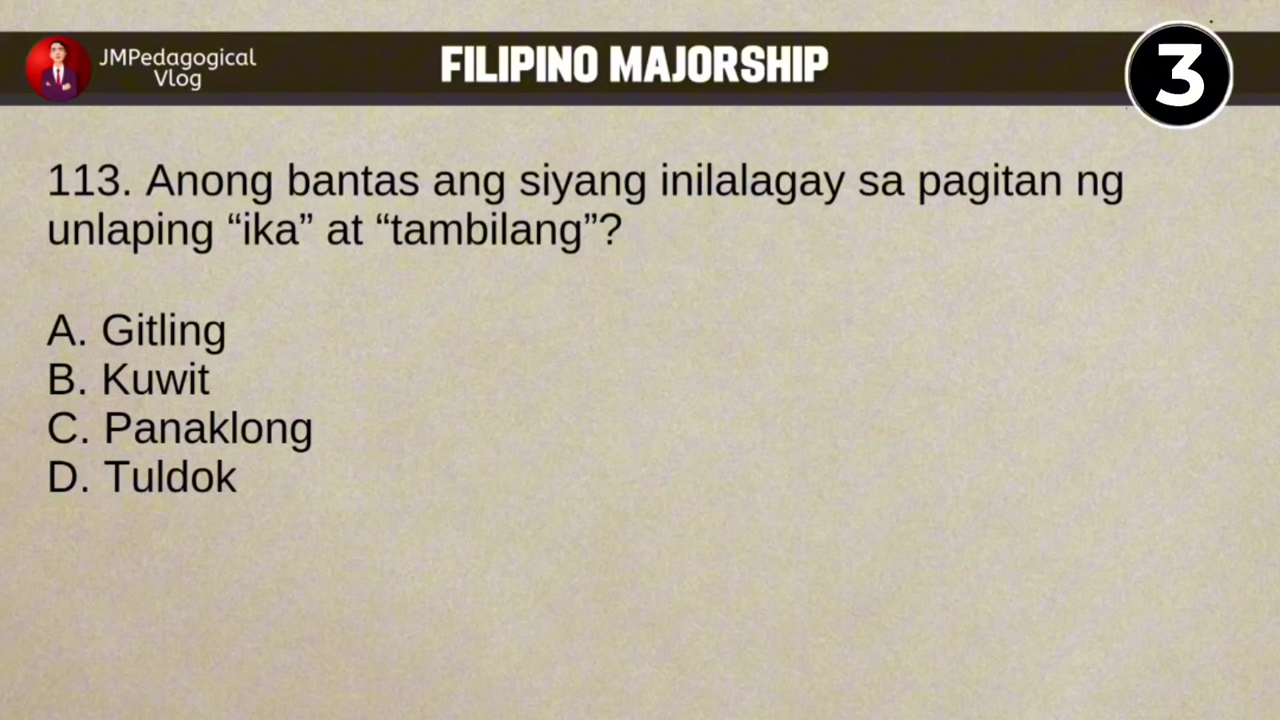 JMPedagogical
Vlog
FILIPINO MAJORSHIP
3
113. Anong bantas ang siyang inilalagay sa pagitan ng
unlaping “ika” at “tambilang”?
A. Gitling
B. Kuwit
C. Panaklong
D. Tuldok